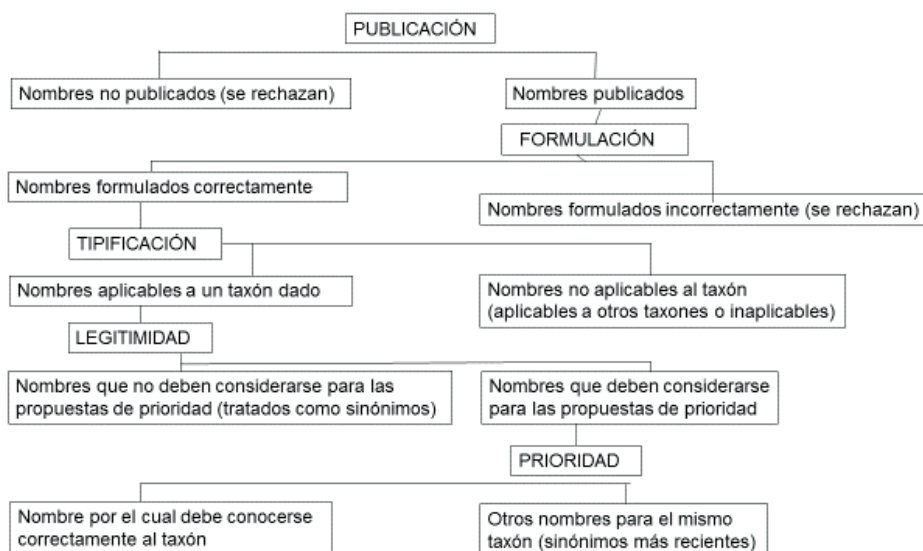 PUBLICACIÓN
Nombres no publicados (se rechazan)
Nombres publicados
FORMULACIÓN
Nombres formulados correctamente
Nombres formulados incorrectamente (se rechazan)
TIPIFICACIÓN
Nombres aplicables a un taxón dado
Nombres no aplicables al taxón
(aplicables a otros taxones o inaplicables)
LEGITIMIDAD
Nombres que no deben considerarse para las
propuestas de prioridad (tratados como sinónimos)
Nombres que deben considerarse
para las propuestas de prioridad
PRIORIDAD
Nombre por el cual debe conocerse
correctamente al taxón
Otros nombres para el mismo
taxón (sinónimos más recientes)